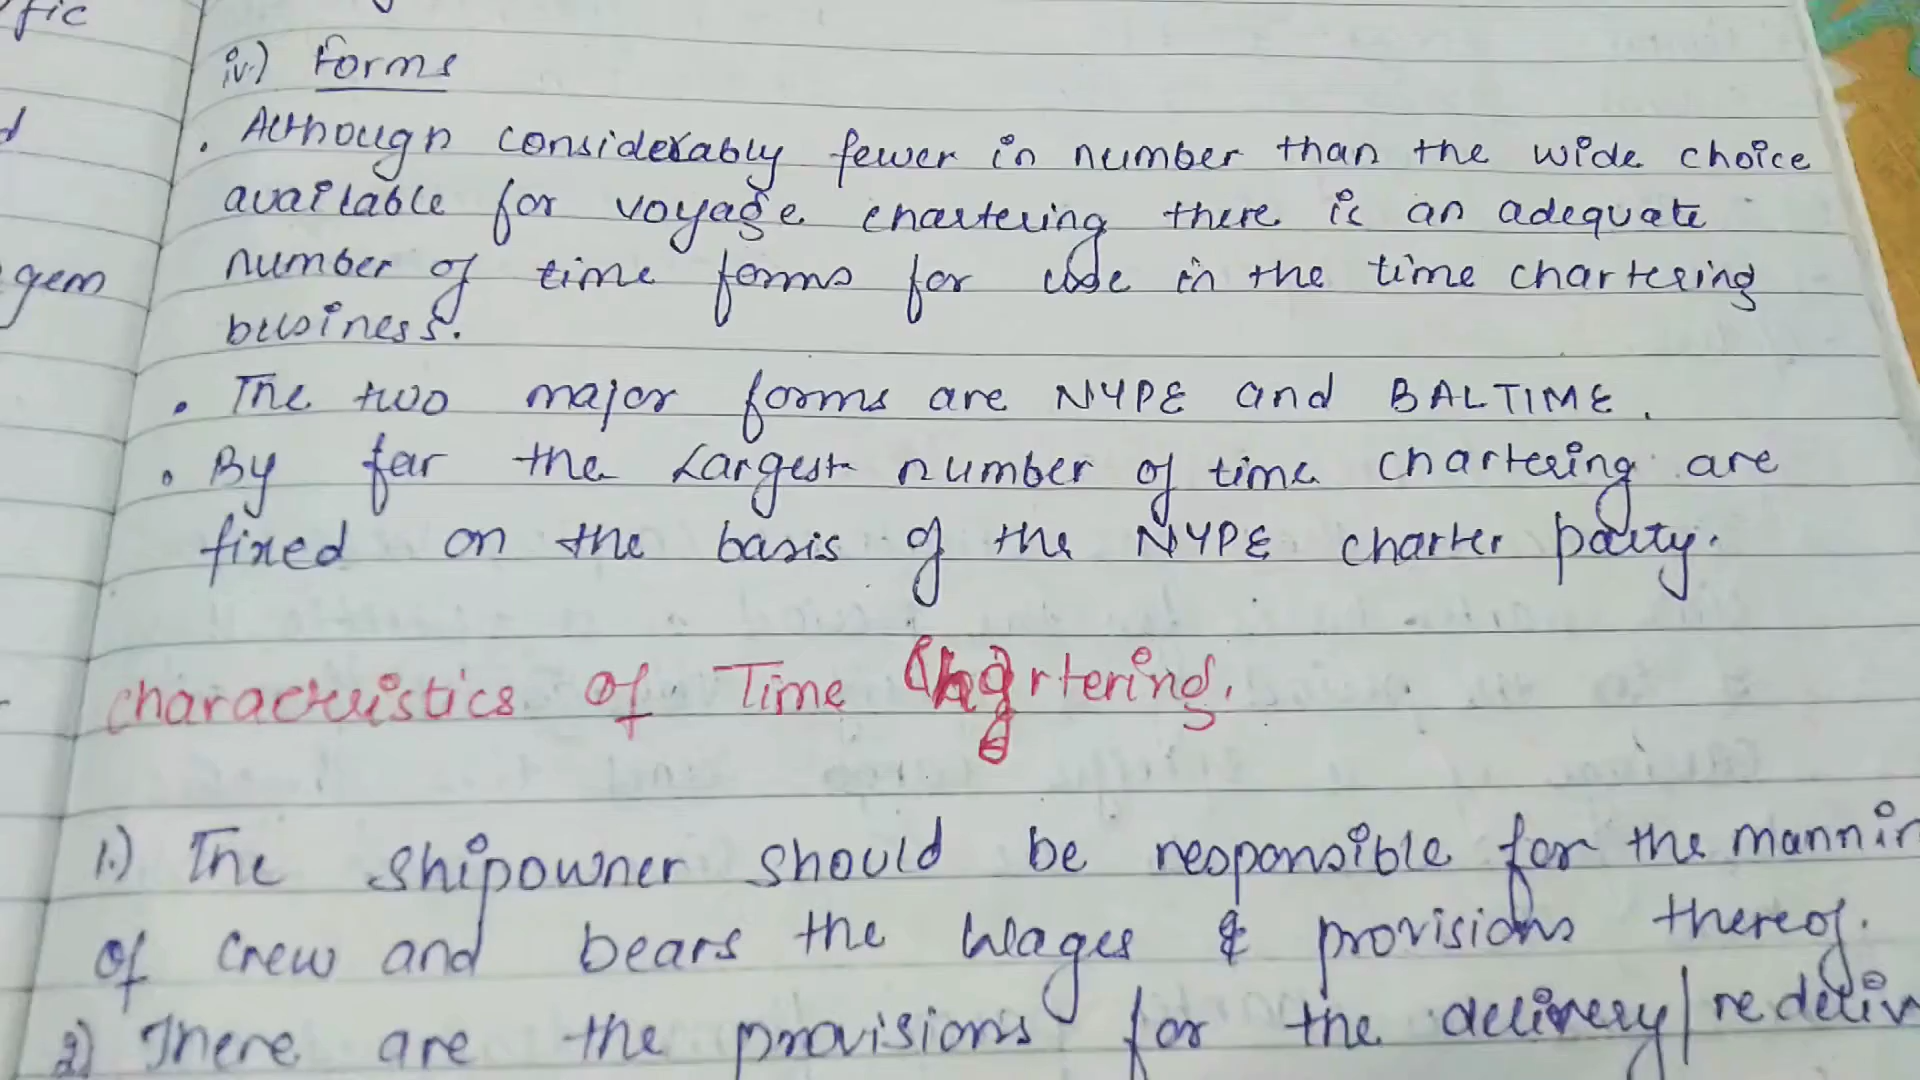 fic
iv.) Forms
. Although considerably fewer in number than the wide choice
available for voyage chartering there is an adequate
number of time forms for use in the time chartering
gem
business.
. The two major forms are NYPE and BALTIME.
. By far the Largest number of time chartering are
fixed on the basis of the NYPE charter party.
characteristics of Time Chartering.
1.) The shipowner should be responsible for the mannin
of crew and bears the wages & provisions thereof.
2) There are the provisions for the delivery/redeliv